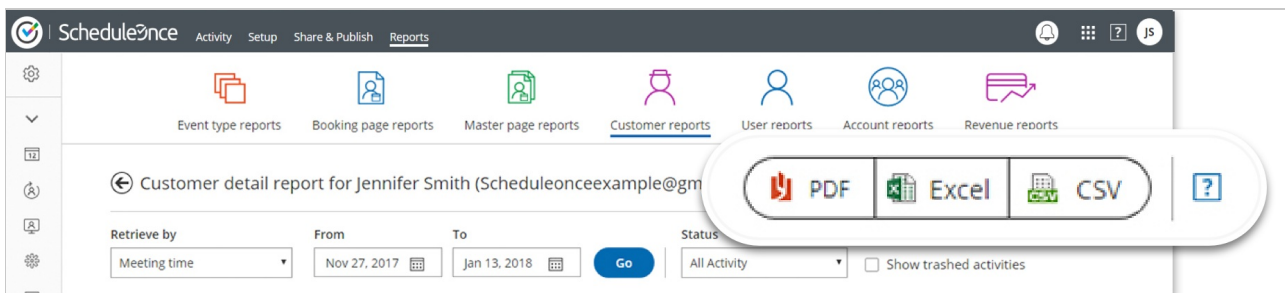 ScheduleOnce Activity Setup Share & Publish Reports ? JS
Event type reports Booking page reports Master page reports Customer reports User reports Account reports Revenue reports
12
PDF Excel CSV ?
Customer detail report for Jennifer Smith (Scheduleonceexample@gm
Retrieve by From To Status
Meeting time Nov 27, 2017 Jan 13, 2018 Go All Activity Show trashed activities